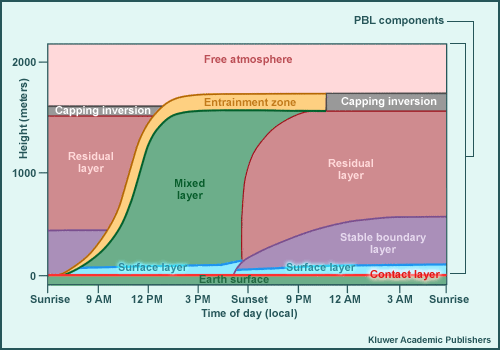 PBL components
2000
Free atmosphere
Entrainment zone
Capping inversion
Capping inversion
Height (meters)
Residual
layer
Residual
layer
1000
Mixed
layer
Stable boundary
layer
Surface layer
Surface layer
Contact layer
0
Earth surface
Sunrise
9 AM
12 PM
3 PM
Sunset
9 PM
12 AM
3 AM
Sunrise
Time of day (local)
Kluwer Academic Publishers